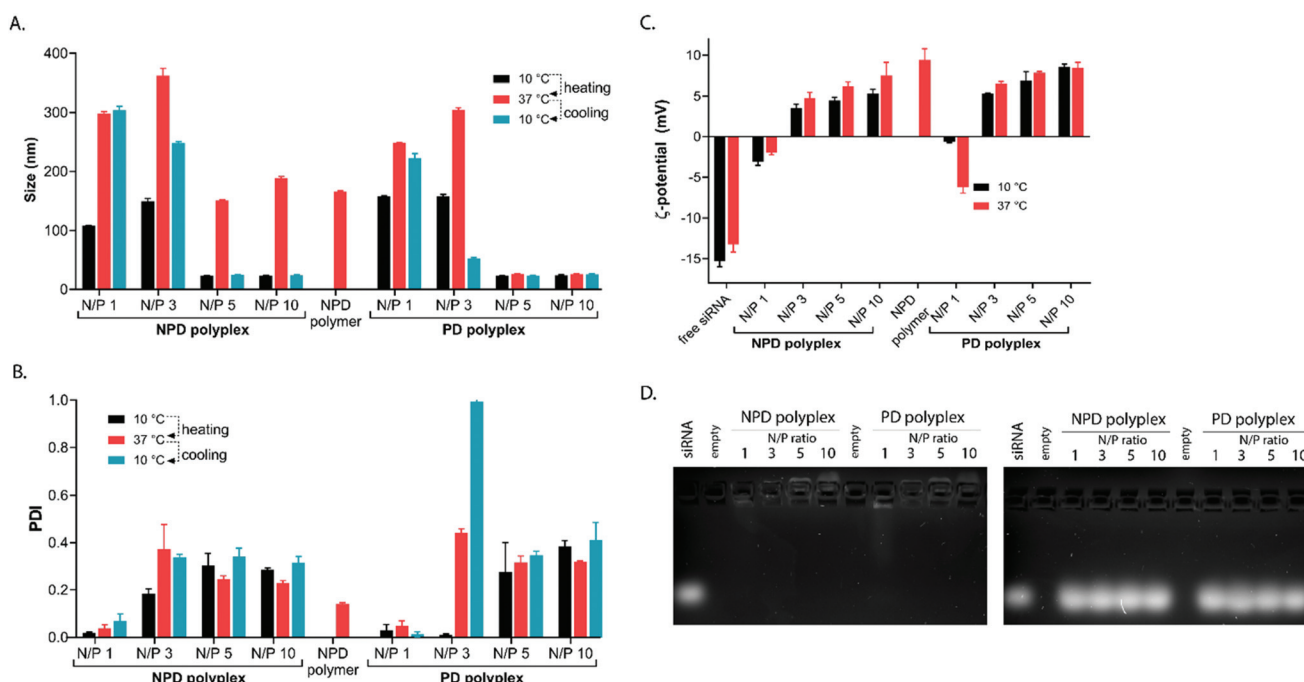 A.
400
300
200
100
0
Size (nm)
10 °C
37 °C
10 °C
heating
cooling
N/P 1 N/P 3 N/P 5 N/P 10 NPD polymer N/P 1 N/P 3 N/P 5 N/P 10
NPD polyplex PD polyplex
B.
1.0
0.8
0.6
0.4
0.2
0.0
PDI
10 °C
37 °C
10 °C
heating
cooling
N/P 1 N/P 3 N/P 5 N/P 10 NPD polymer N/P 1 N/P 3 N/P 5 N/P 10
NPD polyplex PD polyplex
C.
10
5
0
-5
-10
-15
ζ-potential (mV)
10 °C
37 °C
free siRNA N/P 1 N/P 3 N/P 5 N/P 10 NPD polymer N/P 1 N/P 3 N/P 5 N/P 10
NPD polyplex PD polyplex
D.
siRNA empty NPD polyplex empty PD polyplex
N/P ratio N/P ratio
1 3 5 10 1 3 5 10
siRNA empty NPD polyplex empty PD polyplex
N/P ratio N/P ratio
1 3 5 10 1 3 5 10